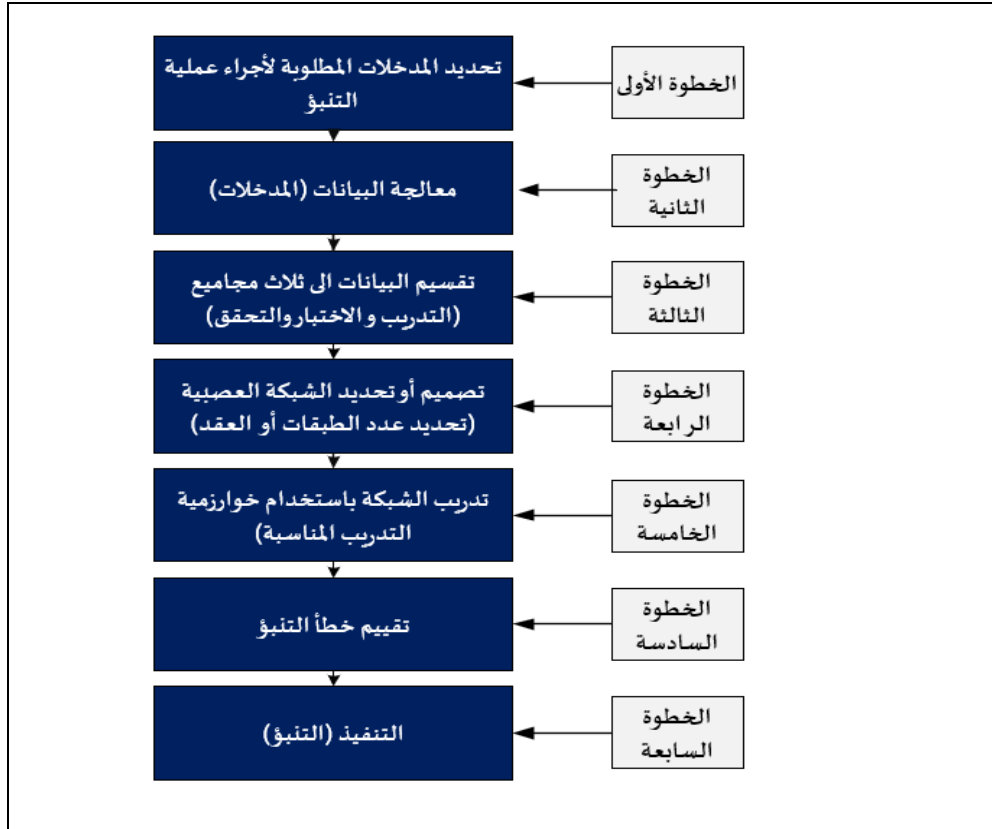 الخطوة الأولى
تحديد المدخلات المطلوبة لأجراء عملية
التنبؤ
الخطوة
الثانية
معالجة البيانات (المدخلات)
الخطوة
الثالثة
تقسيم البيانات الى ثلاث مجاميع
(التدريب والاختبار والتحقق)
الخطوة
الرابعة
تصميم أو تحديد الشبكة العصبية
(تحديد عدد الطبقات أو العقد)
الخطوة
الخامسة
تدريب الشبكة باستخدام خوارزمية
التدريب المناسبة)
الخطوة
السادسة
تقييم خطأ التنبؤ
الخطوة
السابعة
التنفيذ (التنبؤ)